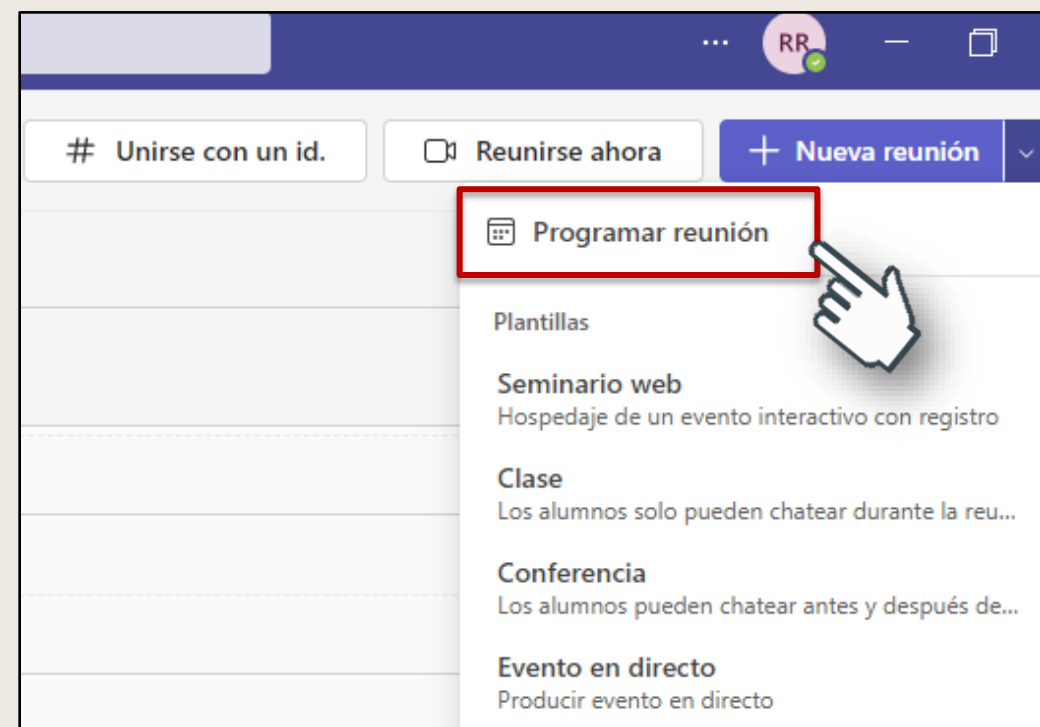 ... RR
# Unirse con un id. Reunirse ahora + Nueva reunión
Programar reunión
Plantillas
Seminario web
Hospedaje de un evento interactivo con registro
Clase
Los alumnos solo pueden chatear durante la reu...
Conferencia
Los alumnos pueden chatear antes y después de...
Evento en directo
Producir evento en directo